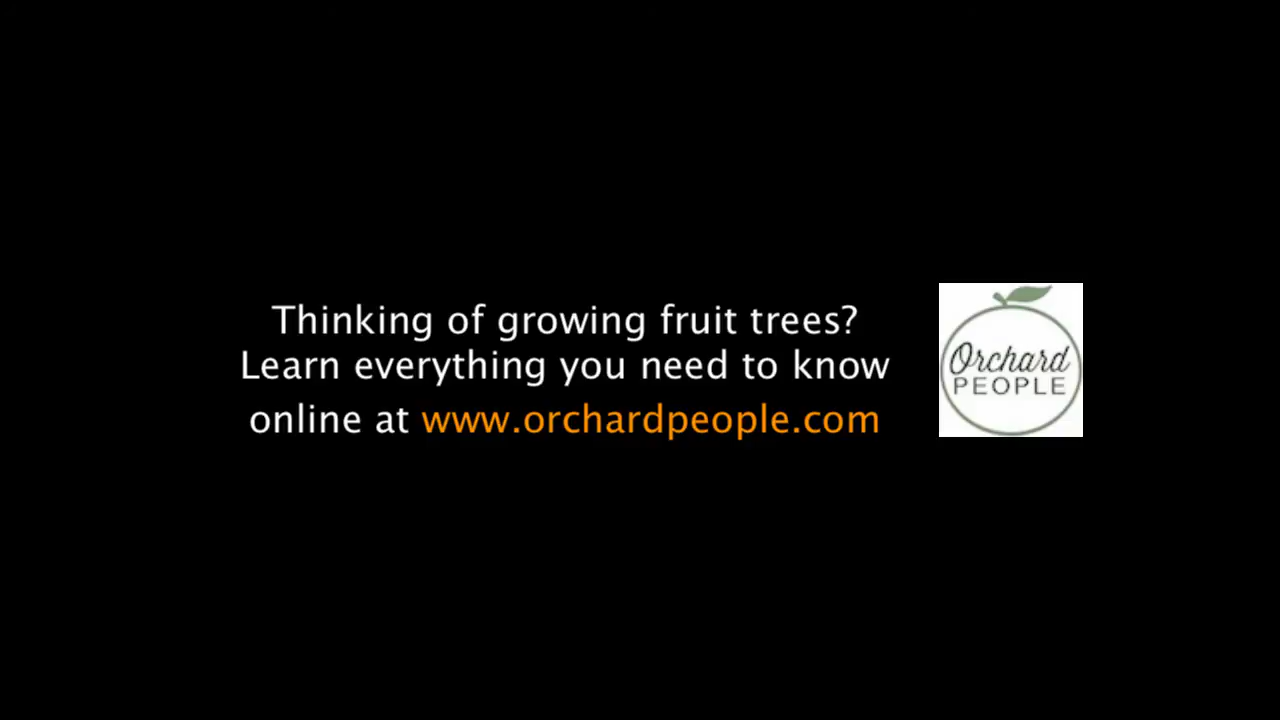 Thinking of growing fruit trees?
Learn everything you need to know
online at www.orchardpeople.com
Orchard
PEOPLE